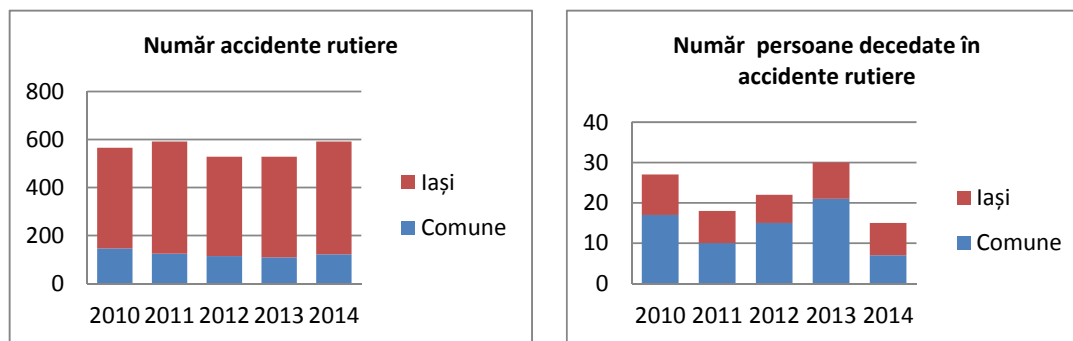 Număr accidente rutiere
800
600
400
200
0
2010 2011 2012 2013 2014
Iași
Comune
Număr persoane decedate în
accidente rutiere
40
30
20
10
0
2010 2011 2012 2013 2014
Iași
Comune